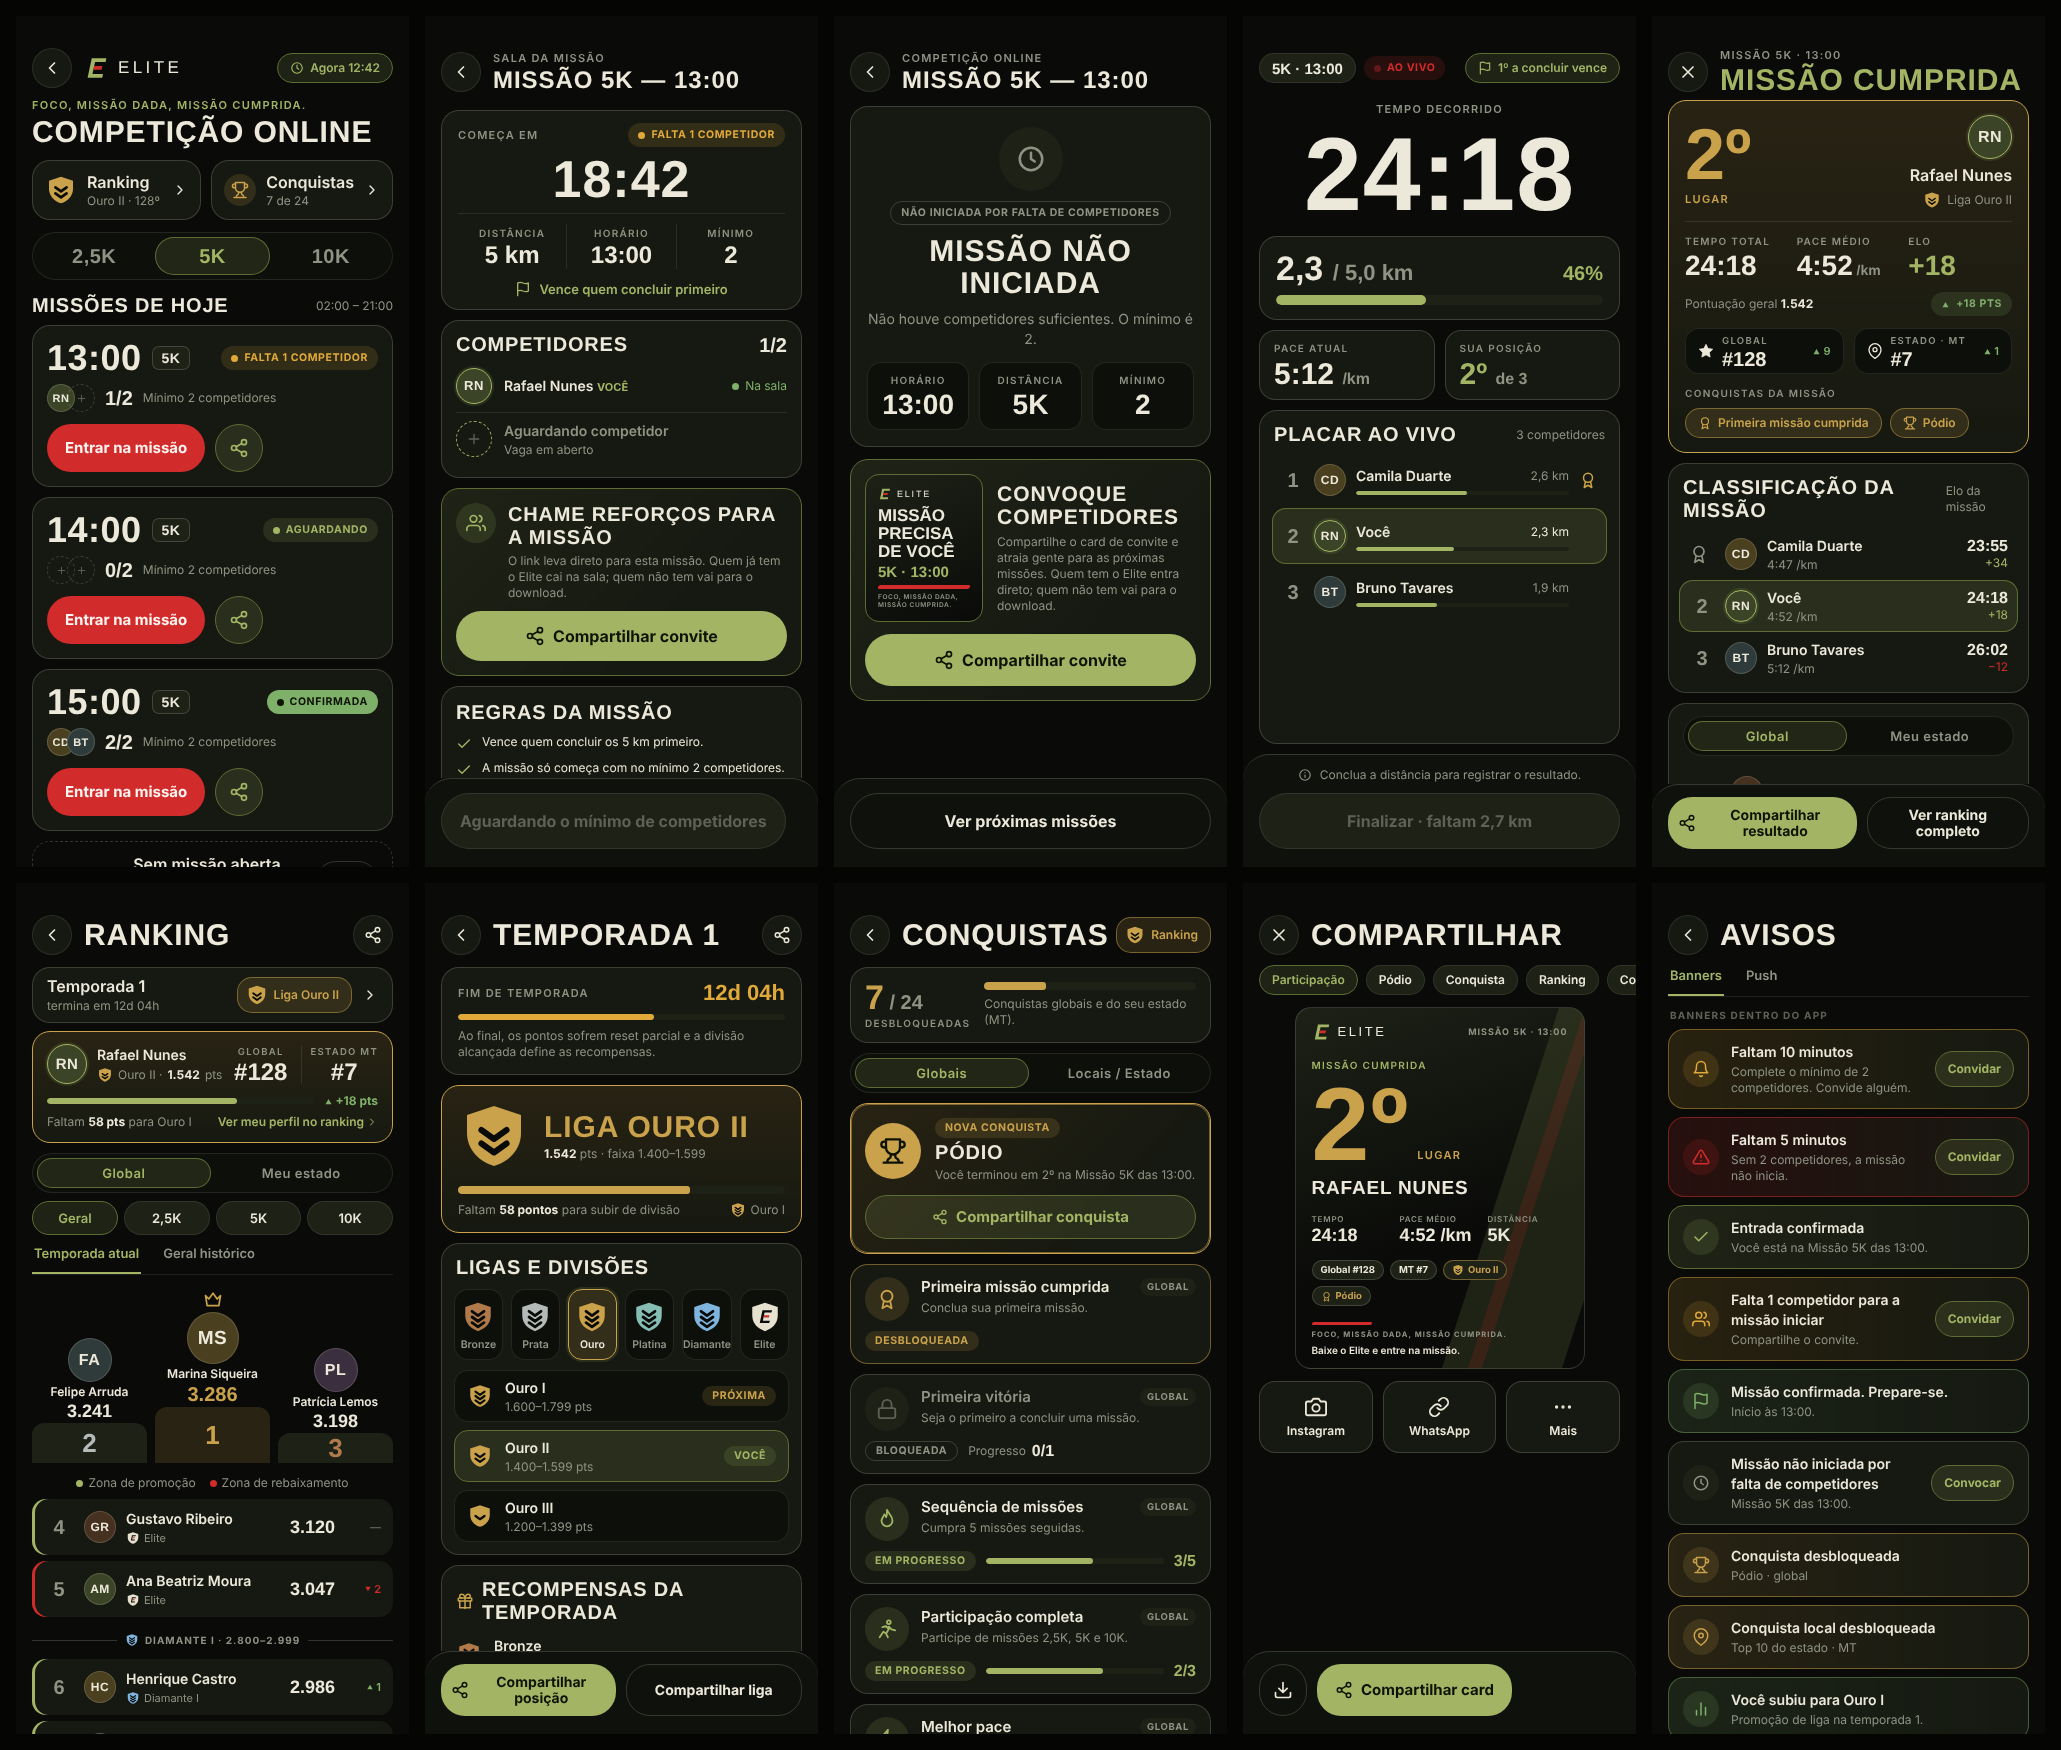 ELITE
Agora 12:42
FOCO, MISSÃO DADA, MISSÃO CUMPRIDA.
COMPETIÇÃO ONLINE
Ranking
Ouro II · 128º
Conquistas
7 de 24
2,5K
5K
10K
MISSÕES DE HOJE
02:00 – 21:00
13:00
5K
FALTA 1 COMPETIDOR
RN
+
1/2
Mínimo 2 competidores
Entrar na missão
14:00
5K
AGUARDANDO
+
+
0/2
Mínimo 2 competidores
Entrar na missão
15:00
5K
CONFIRMADA
CD
BT
2/2
Mínimo 2 competidores
Entrar na missão
Sem missão aberta
SALA DA MISSÃO
MISSÃO 5K — 13:00
COMEÇA EM
FALTA 1 COMPETIDOR
18:42
DISTÂNCIA
5 km
HORÁRIO
13:00
MÍNIMO
2
Vence quem concluir primeiro
COMPETIDORES
1/2
RN
Rafael Nunes VOCÊ
Na sala
+
Aguardando competidor
Vaga em aberto
CHAME REFORÇOS PARA
A MISSÃO
O link leva direto para esta missão. Quem já tem
o Elite cai na sala; quem não tem vai para o
download.
Compartilhar convite
REGRAS DA MISSÃO
Vence quem concluir os 5 km primeiro.
A missão só começa com no mínimo 2 competidores.
Aguardando o mínimo de competidores
COMPETIÇÃO ONLINE
MISSÃO 5K — 13:00
NÃO INICIADA POR FALTA DE COMPETIDORES
MISSÃO NÃO
INICIADA
Não houve competidores suficientes. O mínimo é
2.
HORÁRIO
13:00
DISTÂNCIA
5K
MÍNIMO
2
ELITE
MISSÃO
PRECISA
DE VOCÊ
5K · 13:00
FOCO, MISSÃO DADA,
MISSÃO CUMPRIDA.
CONVOQUE
COMPETIDORES
Compartilhe o card de convite e
atraia gente para as próximas
missões. Quem tem o Elite entra
direto; quem não tem vai para o
download.
Compartilhar convite
Ver próximas missões
5K · 13:00
AO VIVO
1º a concluir vence
TEMPO DECORRIDO
24:18
2,3 / 5,0 km
46%
PACE ATUAL
5:12 /km
SUA POSIÇÃO
2º de 3
PLACAR AO VIVO
3 competidores
1
CD
Camila Duarte
2,6 km
2
RN
Você
2,3 km
3
BT
Bruno Tavares
1,9 km
Conclua a distância para registrar o resultado.
Finalizar · faltam 2,7 km
MISSÃO 5K · 13:00
MISSÃO CUMPRIDA
2º
LUGAR
RN
Rafael Nunes
Liga Ouro II
TEMPO TOTAL
24:18
PACE MÉDIO
4:52 /km
ELO
+18
Pontuação geral 1.542
+18 PTS
GLOBAL
#128
9
ESTADO · MT
#7
1
CONQUISTAS DA MISSÃO
Primeira missão cumprida
Pódio
CLASSIFICAÇÃO DA
MISSÃO
Elo da
missão
CD
Camila Duarte
4:47 /km
23:55
+34
2
RN
Você
4:52 /km
24:18
+18
3
BT
Bruno Tavares
5:12 /km
26:02
−12
Global
Meu estado
Compartilhar
resultado
Ver ranking
completo
RANKING
Temporada 1
termina em 12d 04h
Liga Ouro II
RN
Rafael Nunes
Ouro II · 1.542 pts
GLOBAL
#128
ESTADO MT
#7
+18 pts
Faltam 58 pts para Ouro I
Ver meu perfil no ranking
Global
Meu estado
Geral
2,5K
5K
10K
Temporada atual
Geral histórico
FA
Felipe Arruda
3.241
2
MS
Marina Siqueira
3.286
1
PL
Patrícia Lemos
3.198
3
Zona de promoção
Zona de rebaixamento
4
GR
Gustavo Ribeiro
Elite
3.120
—
5
AM
Ana Beatriz Moura
Elite
3.047
2
DIAMANTE I · 2.800–2.999
6
HC
Henrique Castro
Diamante I
2.986
1
TEMPORADA 1
FIM DE TEMPORADA
12d 04h
Ao final, os pontos sofrem reset parcial e a divisão
alcançada define as recompensas.
LIGA OURO II
1.542 pts · faixa 1.400–1.599
Faltam 58 pontos para subir de divisão
Ouro I
LIGAS E DIVISÕES
Bronze
Prata
Ouro
Platina
Diamante
Elite
Ouro I
1.600–1.799 pts
PRÓXIMA
Ouro II
1.400–1.599 pts
VOCÊ
Ouro III
1.200–1.399 pts
RECOMPENSAS DA
TEMPORADA
Bronze
Compartilhar
posição
Compartilhar liga
CONQUISTAS
Ranking
7 / 24
DESBLOQUEADAS
Conquistas globais e do seu estado
(MT).
Globais
Locais / Estado
NOVA CONQUISTA
PÓDIO
Você terminou em 2º na Missão 5K das 13:00.
Compartilhar conquista
Primeira missão cumprida
GLOBAL
Conclua sua primeira missão.
DESBLOQUEADA
Primeira vitória
GLOBAL
Seja o primeiro a concluir uma missão.
BLOQUEADA
Progresso 0/1
Sequência de missões
GLOBAL
Cumpra 5 missões seguidas.
EM PROGRESSO
3/5
Participação completa
GLOBAL
Participe de missões 2,5K, 5K e 10K.
EM PROGRESSO
2/3
Melhor pace
GLOBAL
COMPARTILHAR
Participação
Pódio
Conquista
Ranking
Co
ELITE
MISSÃO 5K · 13:00
MISSÃO CUMPRIDA
2º
LUGAR
RAFAEL NUNES
TEMPO
24:18
PACE MÉDIO
4:52 /km
DISTÂNCIA
5K
Global #128
MT #7
Ouro II
Pódio
FOCO, MISSÃO DADA, MISSÃO CUMPRIDA.
Baixe o Elite e entre na missão.
Instagram
WhatsApp
Mais
Compartilhar card
AVISOS
Banners
Push
BANNERS DENTRO DO APP
Faltam 10 minutos
Complete o mínimo de 2
competidores. Convide alguém.
Convidar
Faltam 5 minutos
Sem 2 competidores, a missão
não inicia.
Convidar
Entrada confirmada
Você está na Missão 5K das 13:00.
Falta 1 competidor para a
missão iniciar
Compartilhe o convite.
Convidar
Missão confirmada. Prepare-se.
Início às 13:00.
Missão não iniciada por
falta de competidores
Missão 5K das 13:00.
Convocar
Conquista desbloqueada
Pódio · global
Conquista local desbloqueada
Top 10 do estado · MT
Você subiu para Ouro I
Promoção de liga na temporada 1.